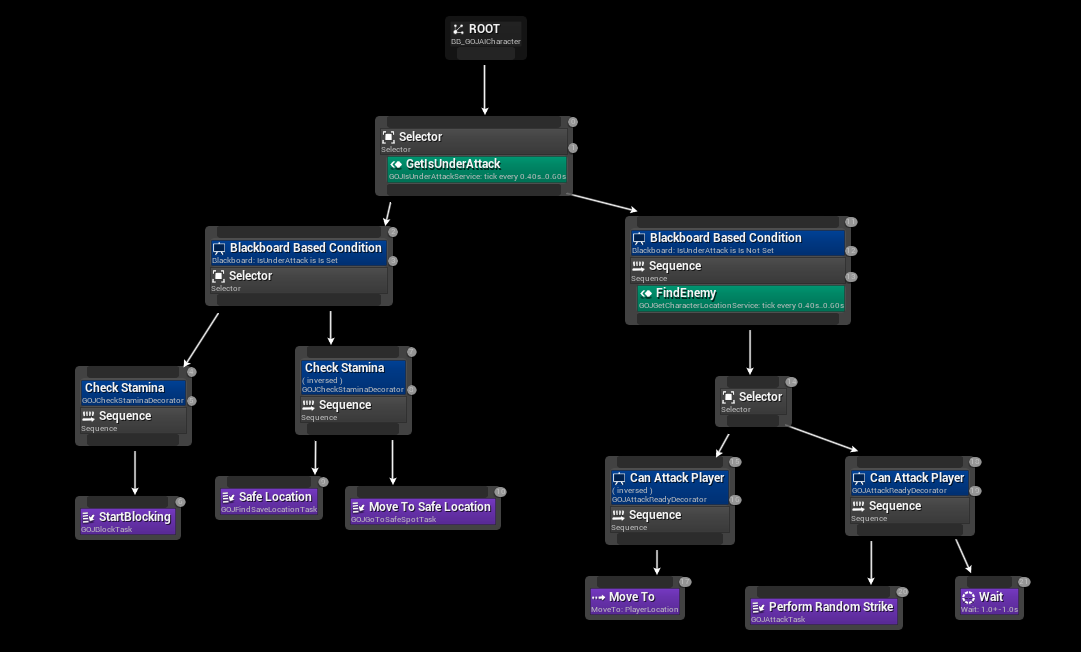 ROOT
BB_GOJAICharacter
Selector
Selector
GetIsUnderAttack
GOJIsUnderAttackService: tick every 0.40s..0.60s
Blackboard Based Condition
Blackboard: IsUnderAttack is Is Set
Selector
Selector
Blackboard Based Condition
Blackboard: IsUnderAttack is Is Not Set
Sequence
Sequence
FindEnemy
GOJGetCharacterLocationService: tick every 0.40s..0.60s
Check Stamina
GOJCheckStaminaDecorator
Sequence
Sequence
Check Stamina
( inversed )
GOJCheckStaminaDecorator
Sequence
Sequence
Selector
Selector
StartBlocking
GOJBlockTask
Safe Location
GOJFindSaveLocationTask
Move To Safe Location
GOJGoToSafeSpotTask
Can Attack Player
( inversed )
GOJAttackReadyDecorator
Sequence
Sequence
Can Attack Player
GOJAttackReadyDecorator
Sequence
Sequence
Move To
MoveTo: PlayerLocation
Perform Random Strike
GOJAttackTask
Wait
Wait: 1.0+-1.0s